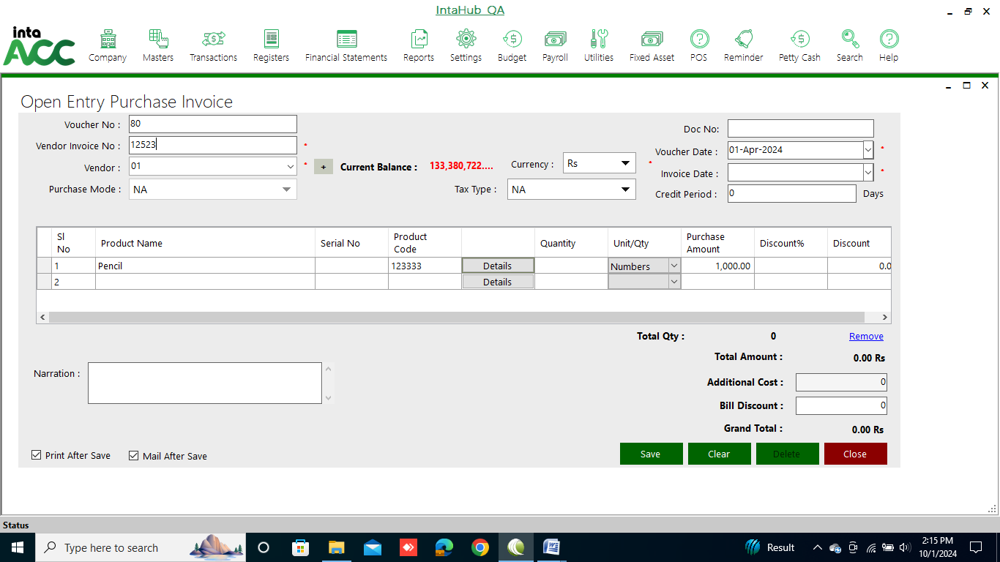 IntaHub_QA
inta
ACC
Company
Masters
Transactions
Registers
Financial Statements
Reports
Settings
Budget
Payroll
Utilities
Fixed Asset
POS
Reminder
Petty Cash
Search
Help
Open Entry Purchase Invoice
Voucher No : 80
Doc No:
Vendor Invoice No : 12523 *
Voucher Date : 01-Apr-2024 *
Vendor : 01 * + Current Balance : 133,380,722.... Currency : Rs *
Invoice Date : *
Purchase Mode : NA
Tax Type : NA
Credit Period : 0 Days
Sl No Product Name Serial No Product Code Quantity Unit/Qty Purchase Amount Discount% Discount
1 Pencil 123333 Details Numbers 1,000.00 0.0
2 Details
Total Qty : 0 Remove
Total Amount : 0.00 Rs
Narration :
Additional Cost : 0
Bill Discount : 0
Grand Total : 0.00 Rs
Print After Save Mail After Save
Save Clear Delete Close
Status
Type here to search
Result
2:15 PM
10/1/2024